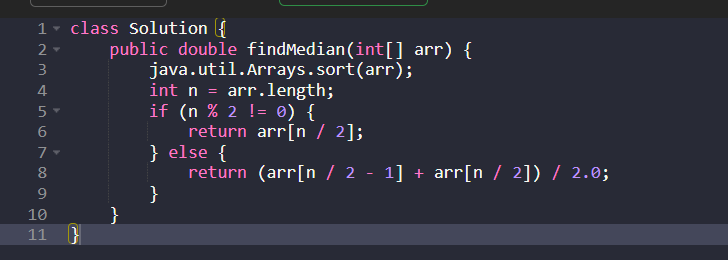 1 class Solution {
2     public double findMedian(int[] arr) {
3         java.util.Arrays.sort(arr);
4         int n = arr.length;
5         if (n % 2 != 0) {
6             return arr[n / 2];
7         } else {
8             return (arr[n / 2 - 1] + arr[n / 2]) / 2.0;
9         }
10     }
11 }